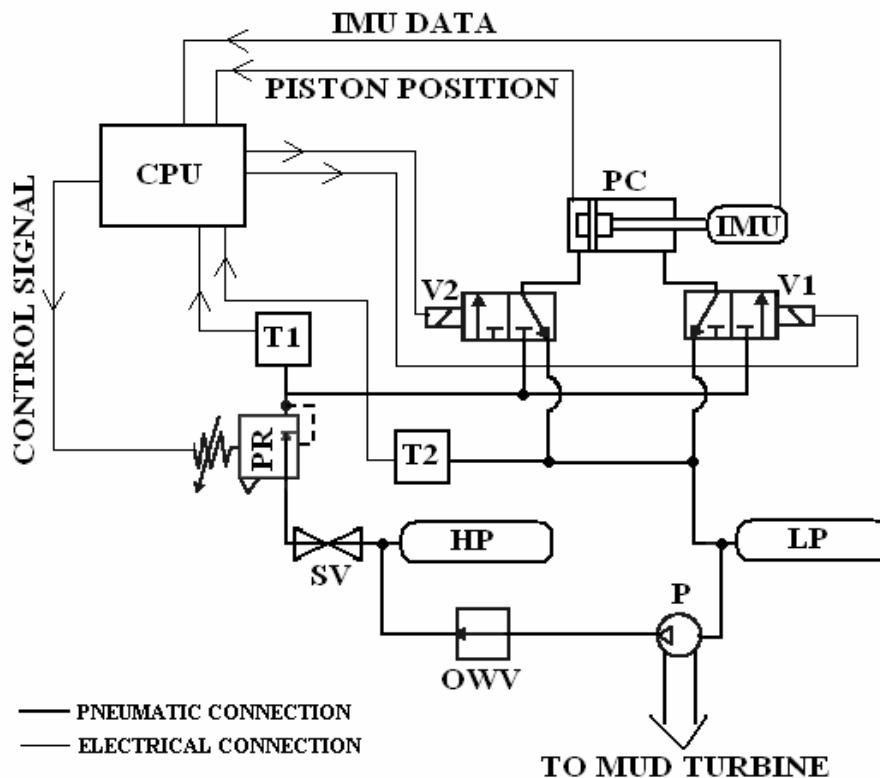 IMU DATA
PISTON POSITION
CPU
PC
IMU
CONTROL SIGNAL
V2
V1
T1
PR
T2
HP
LP
SV
P
OWV
PNEUMATIC CONNECTION
ELECTRICAL CONNECTION
TO MUD TURBINE